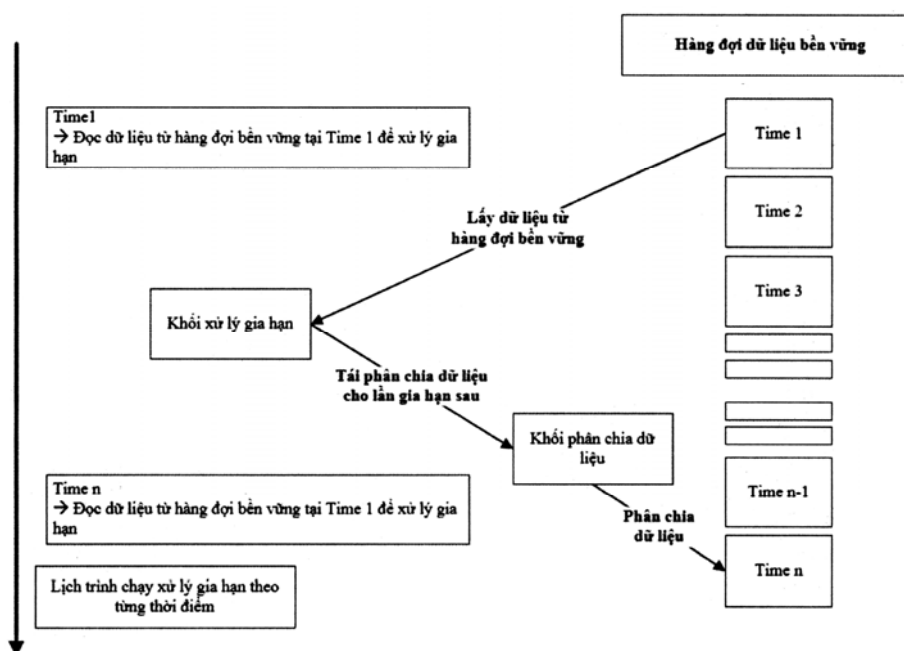 Hàng đợi dữ liệu bền vững
Time1
→ Đọc dữ liệu từ hàng đợi bền vững tại Time 1 để xử lý gia
hạn
Time 1
Time 2
Lấy dữ liệu từ
hàng đợi bền vững
Time 3
Khối xử lý gia hạn
Tái phân chia dữ liệu
cho lần gia hạn sau
Khối phân chia dữ
liệu
Time n
→ Đọc dữ liệu từ hàng đợi bền vững tại Time 1 để xử lý gia
hạn
Time n-1
Phân chia
dữ liệu
Time n
Lịch trình chạy xử lý gia hạn theo
từng thời điểm